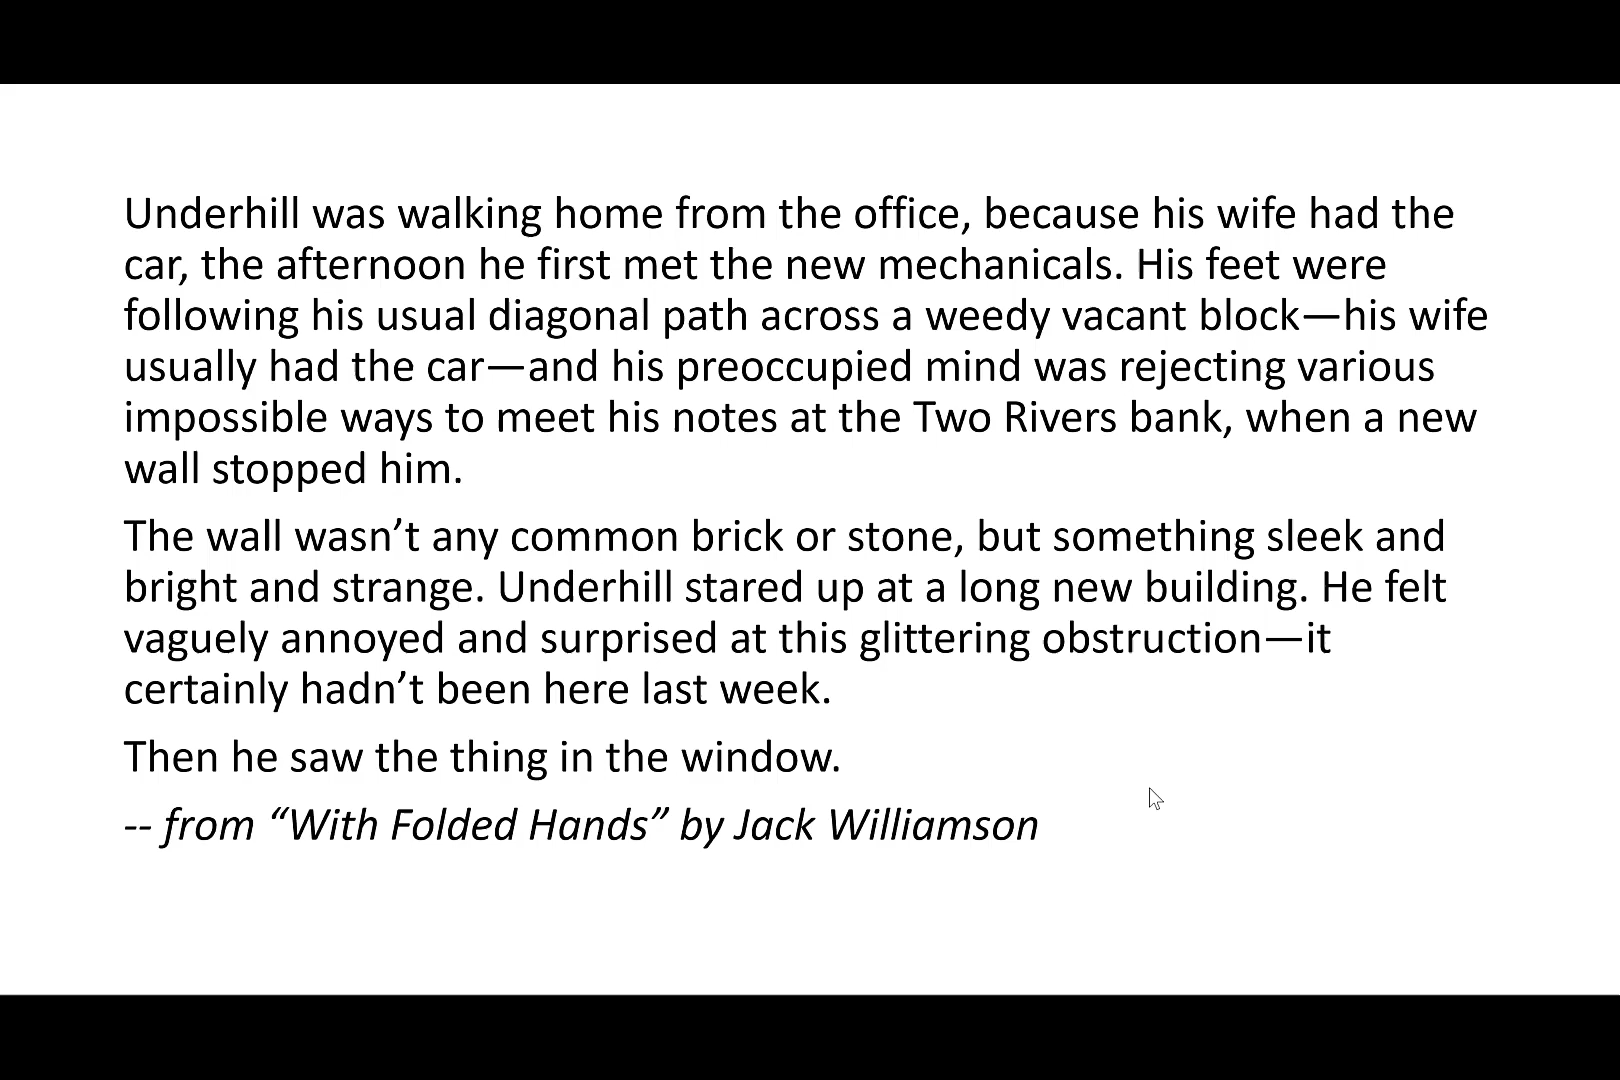 Underhill was walking home from the office, because his wife had the
car, the afternoon he first met the new mechanicals. His feet were
following his usual diagonal path across a weedy vacant block—his wife
usually had the car—and his preoccupied mind was rejecting various
impossible ways to meet his notes at the Two Rivers bank, when a new
wall stopped him.
The wall wasn’t any common brick or stone, but something sleek and
bright and strange. Underhill stared up at a long new building. He felt
vaguely annoyed and surprised at this glittering obstruction—it
certainly hadn’t been here last week.
Then he saw the thing in the window.
-- from “With Folded Hands” by Jack Williamson